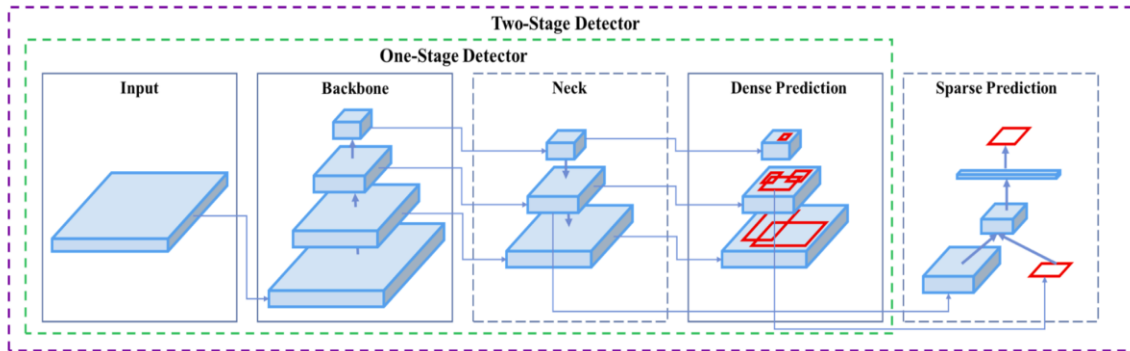 Two-Stage Detector
One-Stage Detector
Input
Backbone
Neck
Dense Prediction
Sparse Prediction